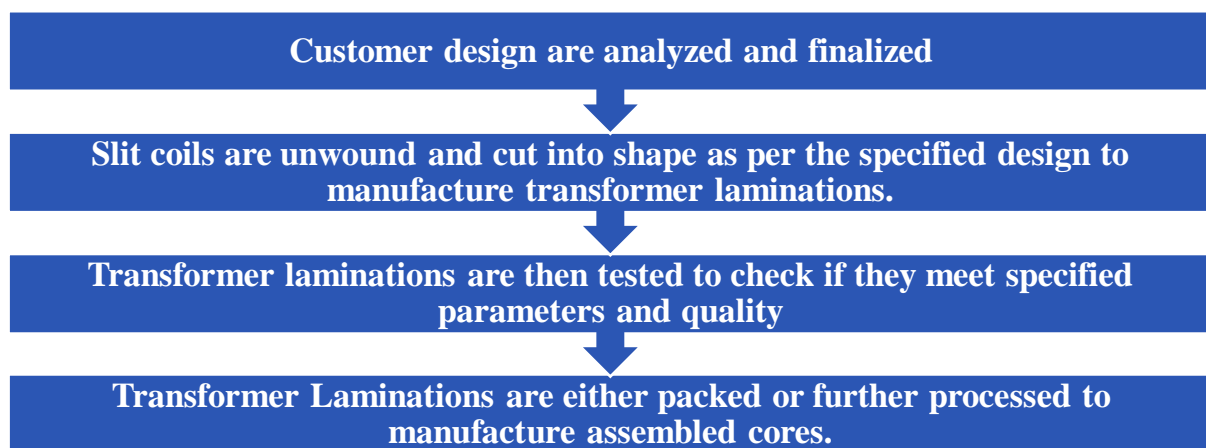 Customer design are analyzed and finalized
Slit coils are unwound and cut into shape as per the specified design to
manufacture transformer laminations.
Transformer laminations are then tested to check if they meet specified
parameters and quality
Transformer Laminations are either packed or further processed to
manufacture assembled cores.